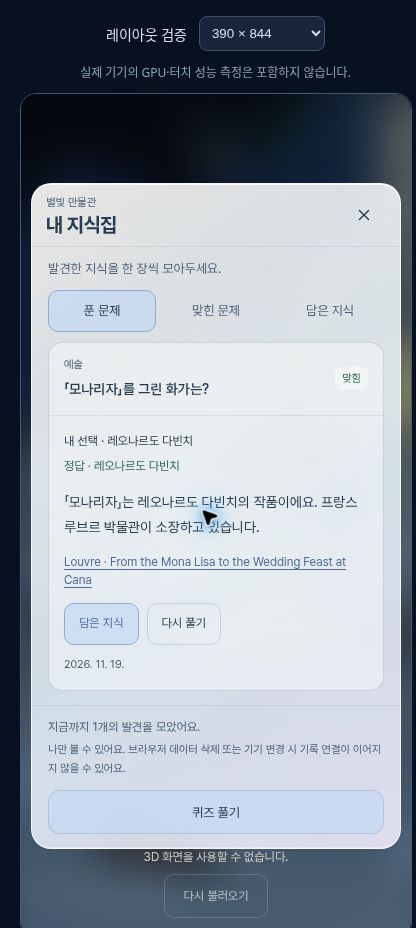 레이아웃 검증
390 × 844
실제 기기의 GPU·터치 성능 측정은 포함하지 않습니다.
별빛 만물관
내 지식집
발견한 지식을 한 장씩 모아두세요.
푼 문제
맞힌 문제
담은 지식
예술
「모나리자」를 그린 화가는?
맞힘
내 선택 · 레오나르도 다빈치
정답 · 레오나르도 다빈치
「모나리자」는 레오나르도 다빈치의 작품이에요. 프랑스
루브르 박물관이 소장하고 있습니다.
Louvre · From the Mona Lisa to the Wedding Feast at
Cana
담은 지식
다시 풀기
2026. 11. 19.
지금까지 1개의 발견을 모았어요.
나만 볼 수 있어요. 브라우저 데이터 삭제 또는 기기 변경 시 기록 연결이 이어지
지 않을 수 있어요.
퀴즈 풀기
3D 화면을 사용할 수 없습니다.
다시 불러오기